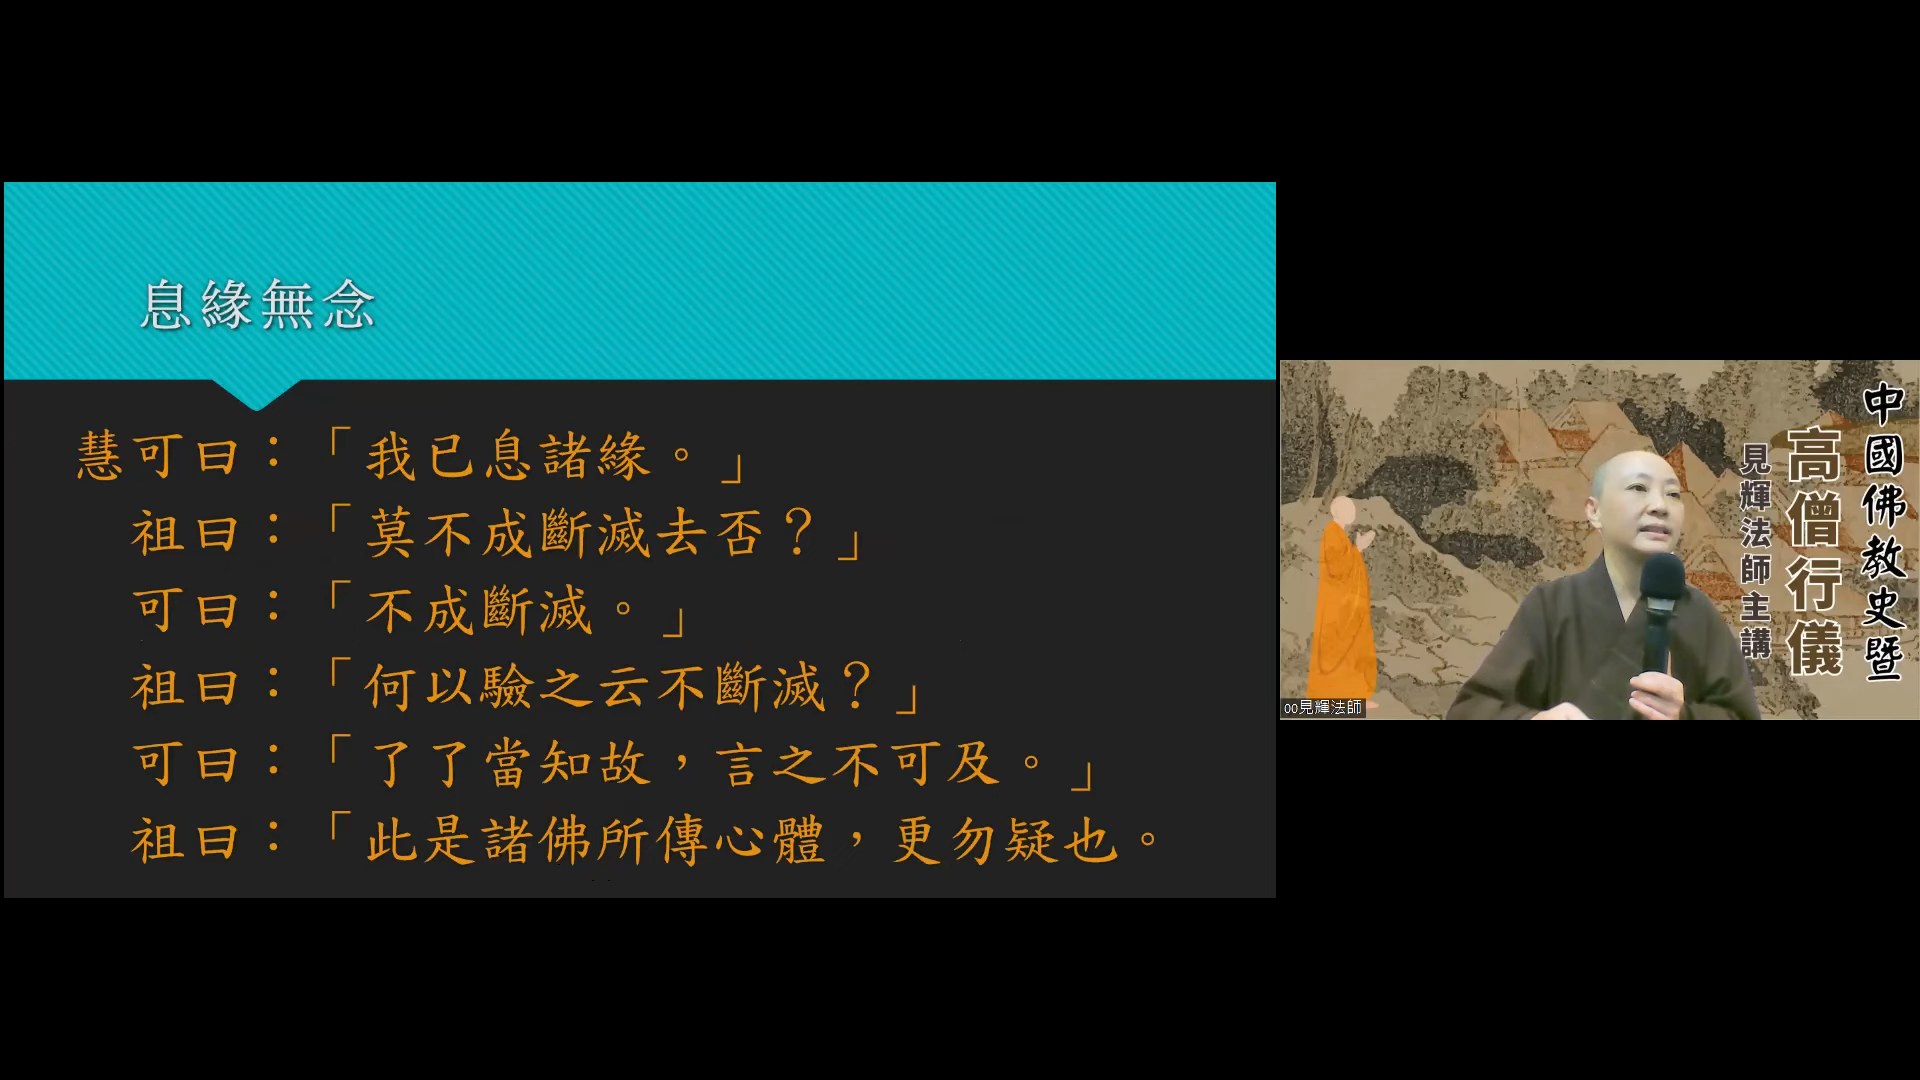 息緣無念
慧可曰：「我已息諸緣。」
祖曰：「莫不成斷滅去否？」
可曰：「不成斷滅。」
祖曰：「何以驗之云不斷滅？」
可曰：「了了當知故，言之不可及。」
祖曰：「此是諸佛所傳心體，更勿疑也。
中國佛教史暨
高僧行儀
見輝法師主講
oo見輝法師